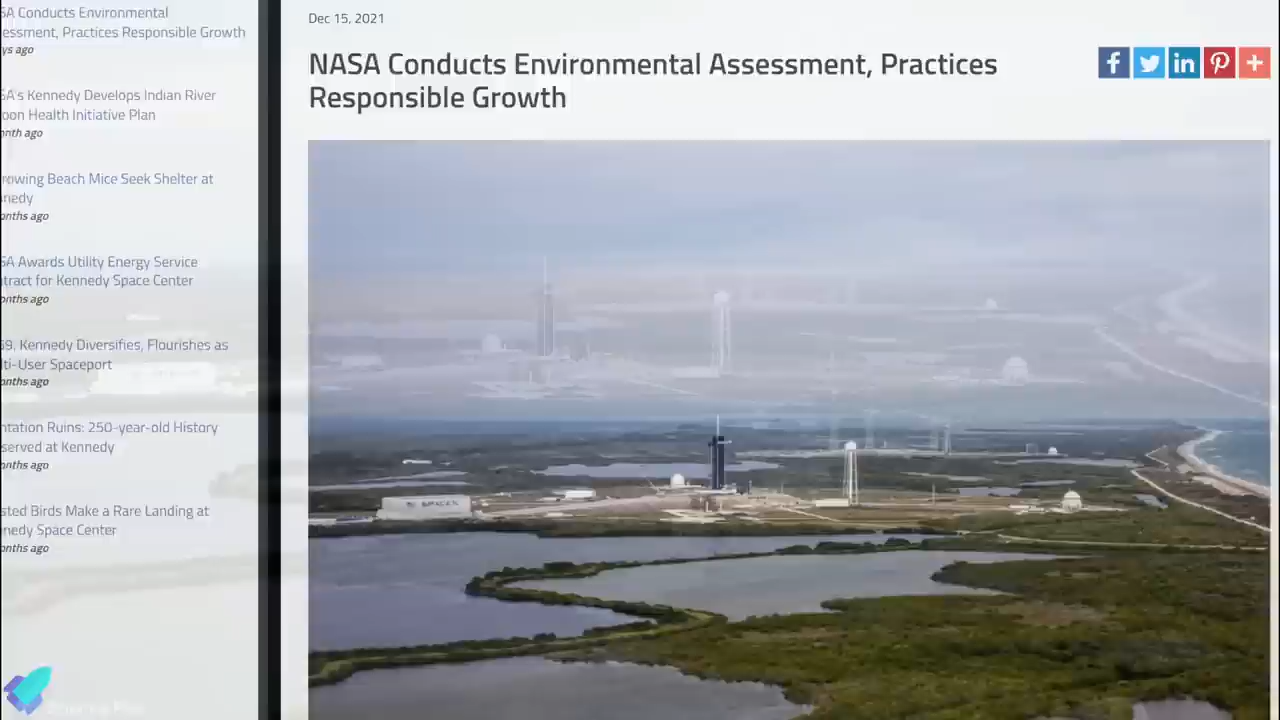 SA Conducts Environmental
essment, Practices Responsible Growth
ys ago
SA's Kennedy Develops Indian River
oon Health Initiative Plan
onth ago
rowing Beach Mice Seek Shelter at
nedy
onths ago
SA Awards Utility Energy Service
tract for Kennedy Space Center
onths ago
69, Kennedy Diversifies, Flourishes as
lti-User Spaceport
onths ago
ntation Ruins: 250-year-old History
served at Kennedy
onths ago
sted Birds Make a Rare Landing at
nedy Space Center
onths ago
Dec 15, 2021
NASA Conducts Environmental Assessment, Practices
Responsible Growth
SPACEX